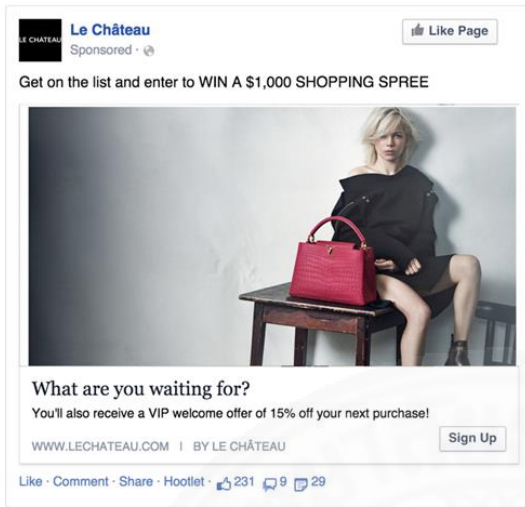 LE CHATEAU
Le Château
Sponsored ·
Like Page
Get on the list and enter to WIN A $1,000 SHOPPING SPREE
What are you waiting for?
You'll also receive a VIP welcome offer of 15% off your next purchase!
WWW.LECHATEAU.COM | BY LE CHÂTEAU
Sign Up
Like · Comment · Share · Hootlet · 231 9 29